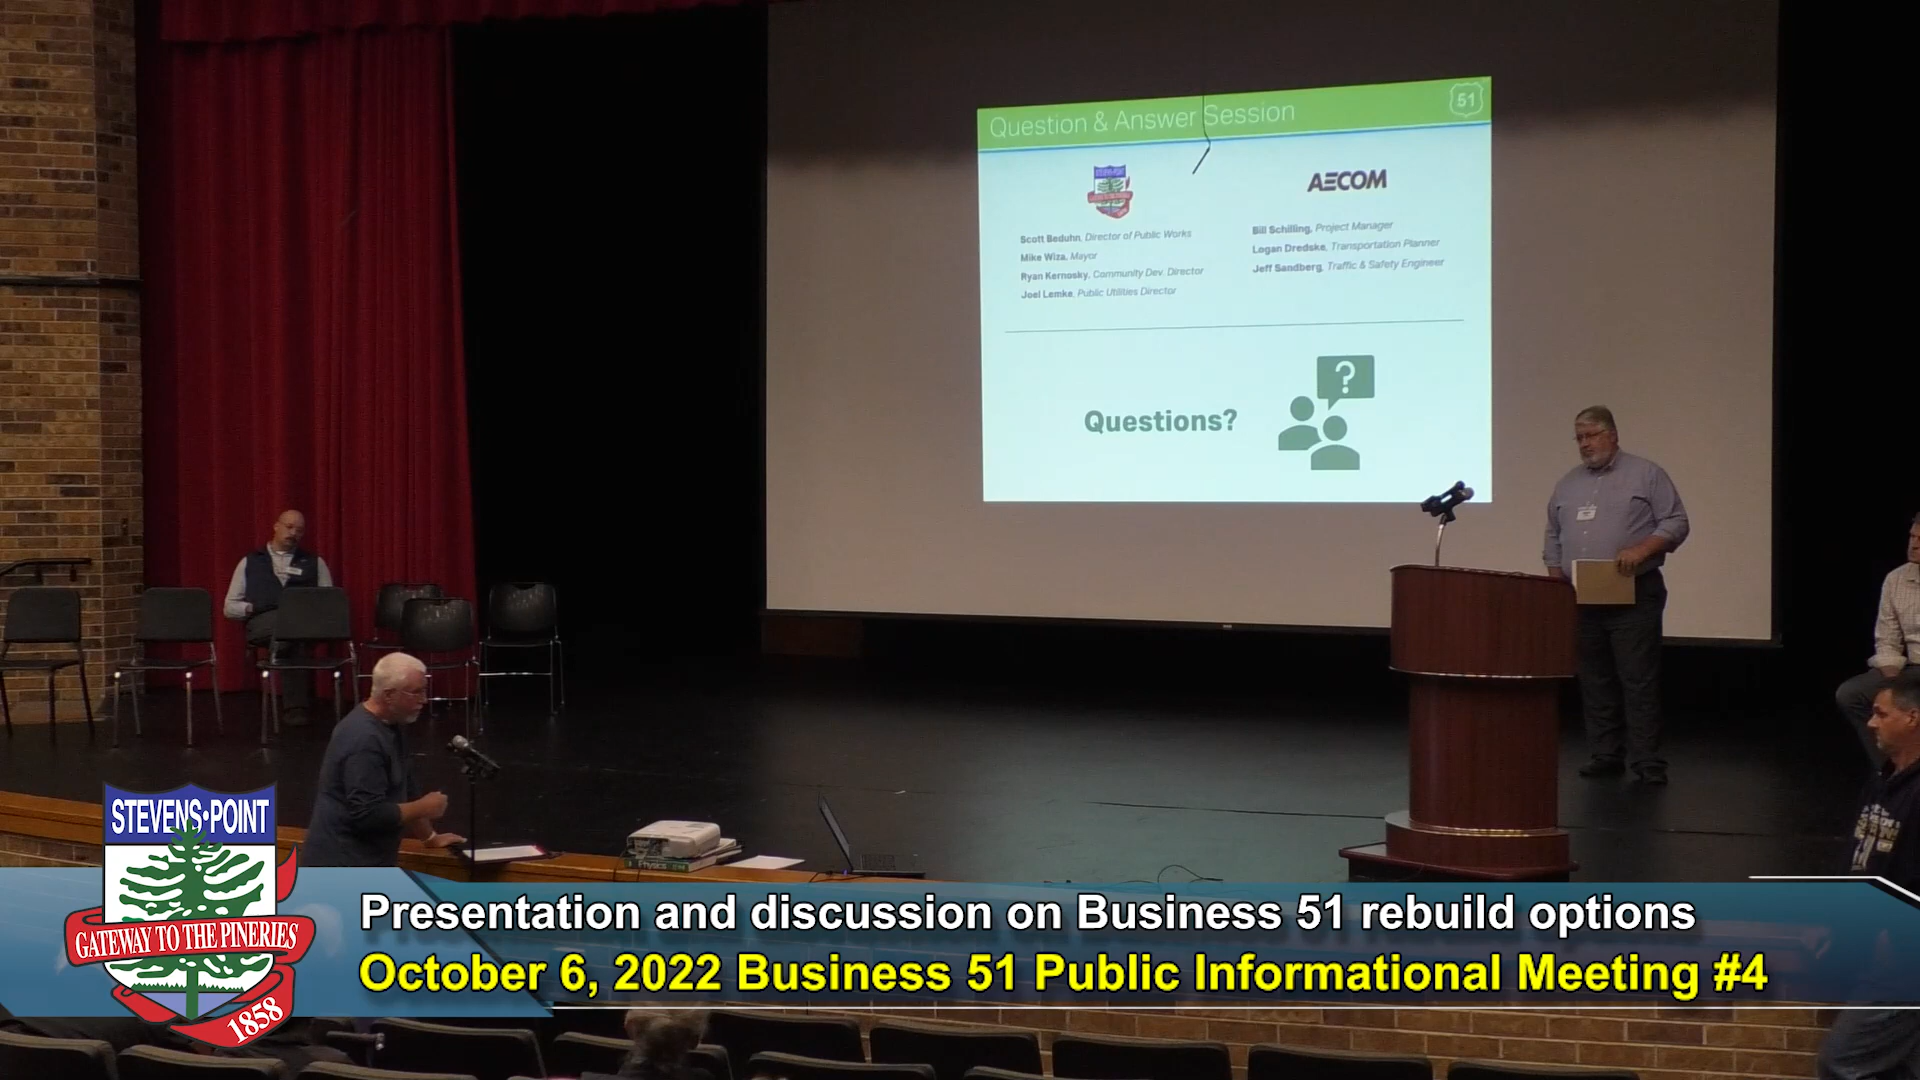 Question & Answer Session
51
STEVENS POINT
AECOM
Scott Beduhn, Director of Public Works
Mike Wiza, Mayor
Ryan Kernosky, Community Dev. Director
Joel Lemke, Public Utilities Director
Bill Schilling, Project Manager
Logan Dredske, Transportation Planner
Jeff Sandberg, Traffic & Safety Engineer
?
Questions?
Physics
STEVENS•POINT
GATEWAY TO THE PINERIES
1858
Presentation and discussion on Business 51 rebuild options
October 6, 2022 Business 51 Public Informational Meeting #4